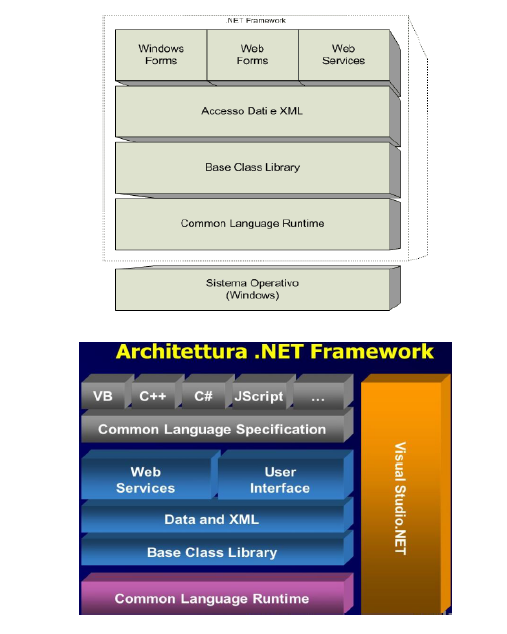 .NET Framework
Windows Forms
Web Forms
Web Services
Accesso Dati e XML
Base Class Library
Common Language Runtime
Sistema Operativo
(Windows)
Architettura .NET Framework
VB
C++
C#
JScript
...
Common Language Specification
Web Services
User Interface
Data and XML
Base Class Library
Common Language Runtime
Visual Studio.NET